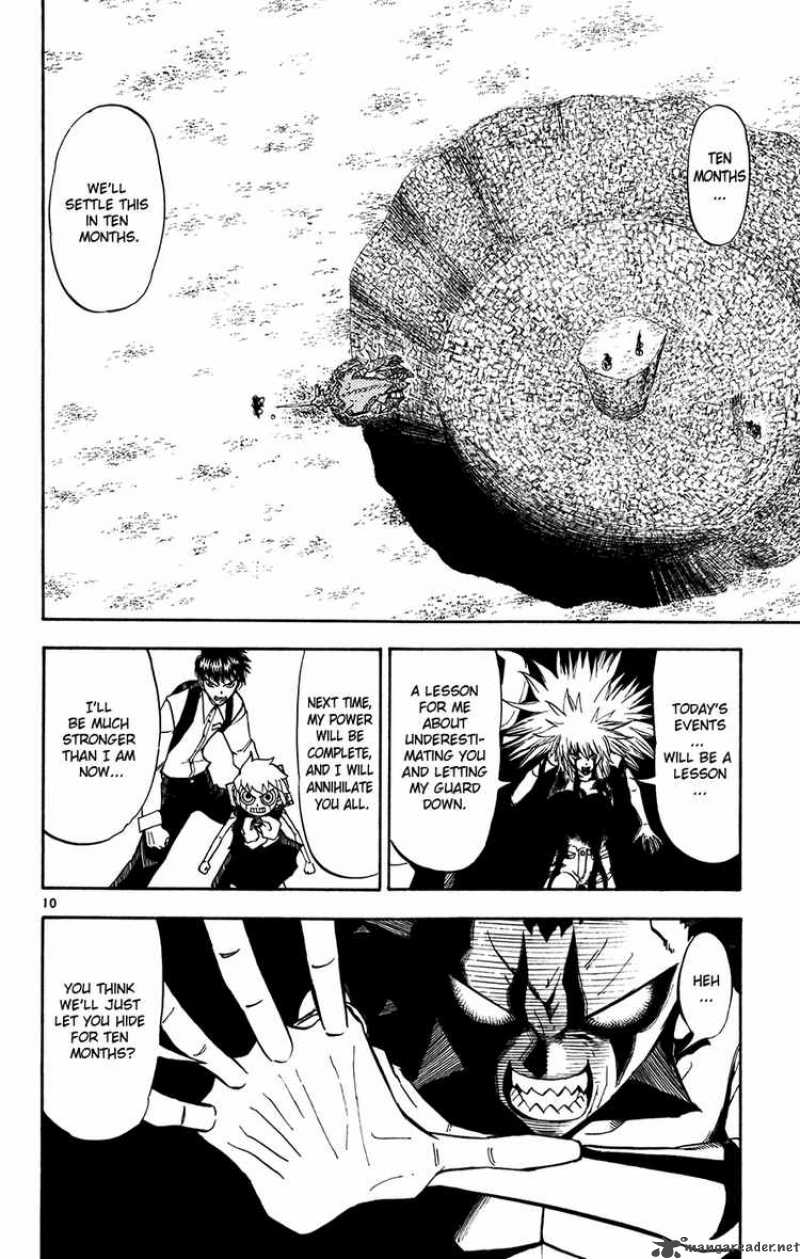 TEN
MONTHS
...
WE'LL
SETTLE THIS
IN TEN
MONTHS.
TODAY'S
EVENTS
...
WILL BE A
LESSON
...
A LESSON
FOR ME
ABOUT
UNDERESTI-
MATING YOU
AND LETTING
MY GUARD
DOWN.
NEXT TIME,
MY POWER
WILL BE
COMPLETE,
AND I WILL
ANNIHILATE
YOU ALL.
I'LL
BE MUCH
STRONGER
THAN I AM
NOW...
10
HEH
...
YOU THINK
WE'LL JUST
LET YOU HIDE
FOR TEN
MONTHS?
mangareader.net